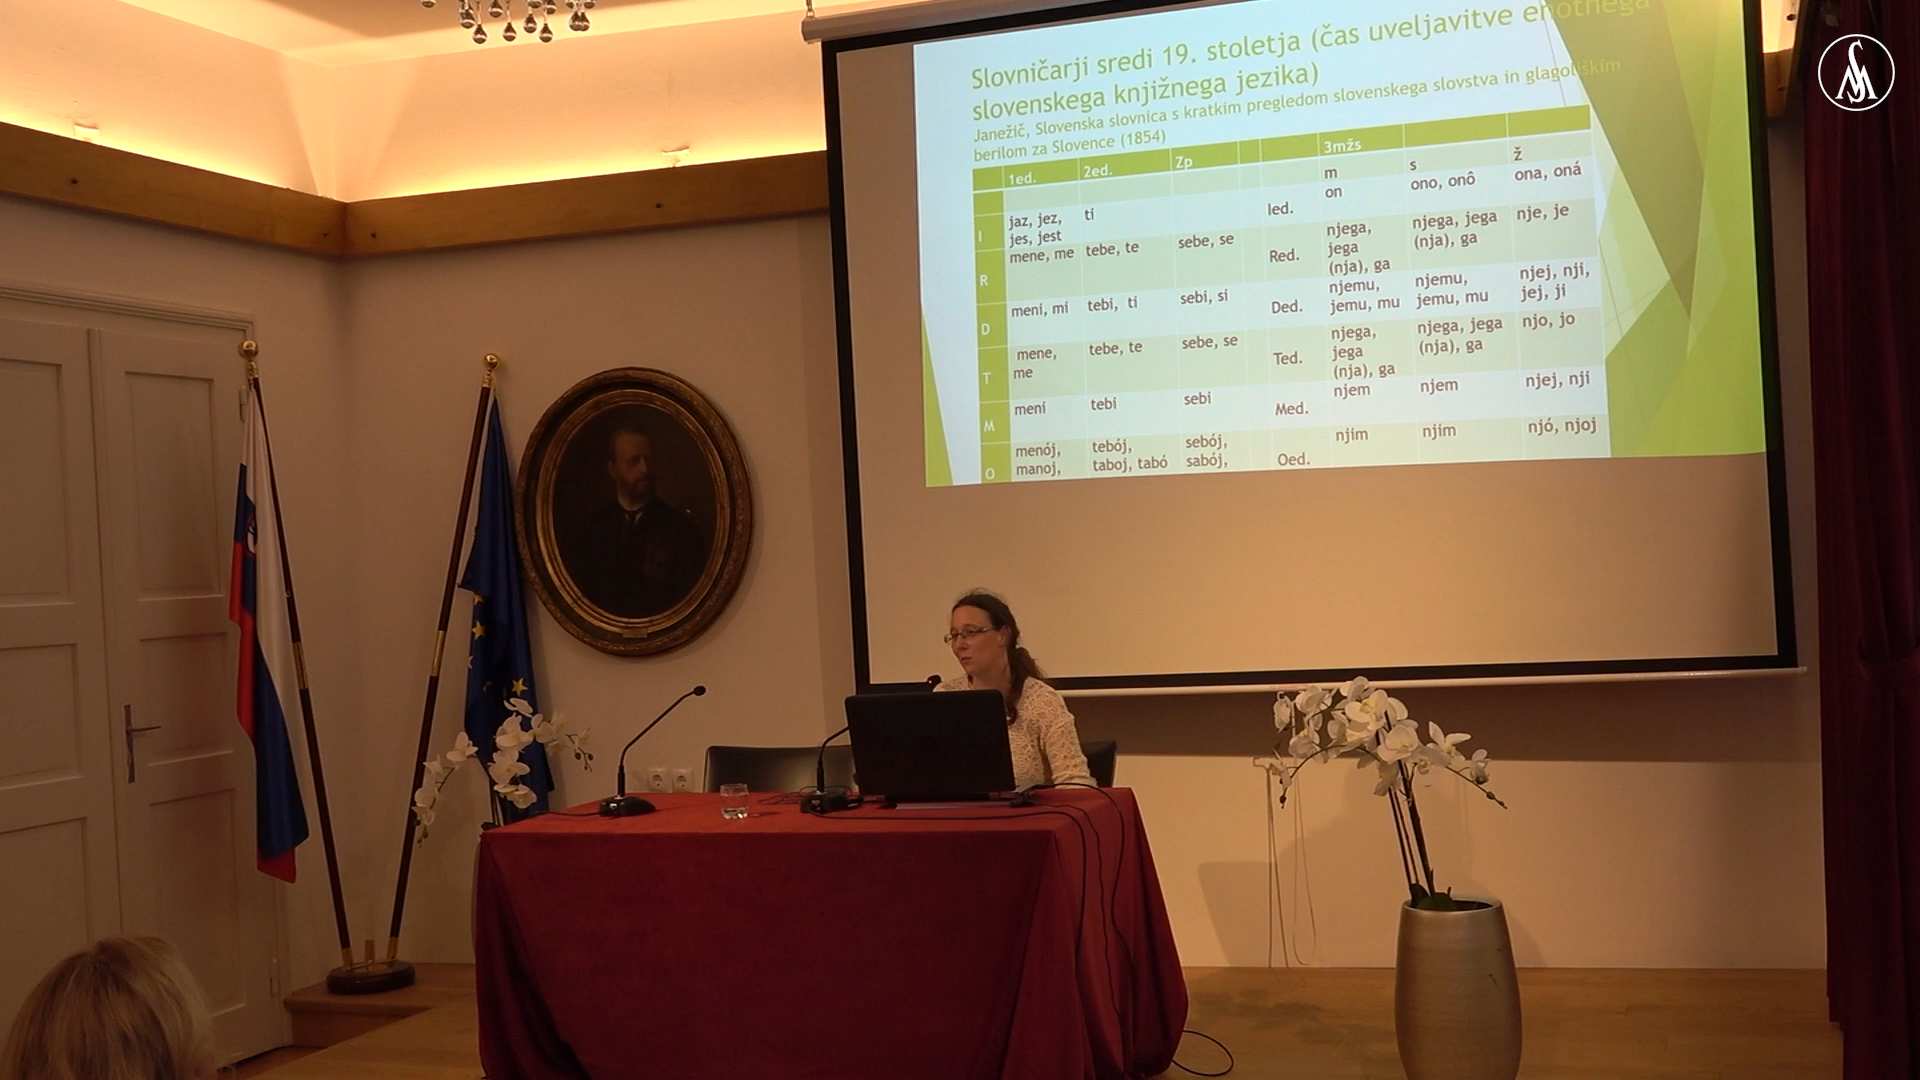 Slovničarji sredi 19. stoletja (čas uveljavitve enotnega
slovenskega knjižnega jezika)
Janežič, Slovenska slovnica s kratkim pregledom slovenskega slovstva in glagoliškim
berilom za Slovence (1854)
1ed. 2ed. Zp 3mžs
m s ž
I jaz, jez, jes, jest ti Ied. on ono, onô ona, oná
R mene, me tebe, te sebe, se Red. njega, jega (nja), ga njega, jega (nja), ga nje, je
D meni, mi tebi, ti sebi, si Ded. njemu, jemu, mu njemu, jemu, mu njej, nji, jej, ji
T mene, me tebe, te sebe, se Ted. njega, jega (nja), ga njega, jega (nja), ga njo, jo
M meni tebi sebi Med. njem njem njej, nji
O menój, manoj, tebój, taboj, tabó sebój, sabój, Oed. njim njim njó, njoj